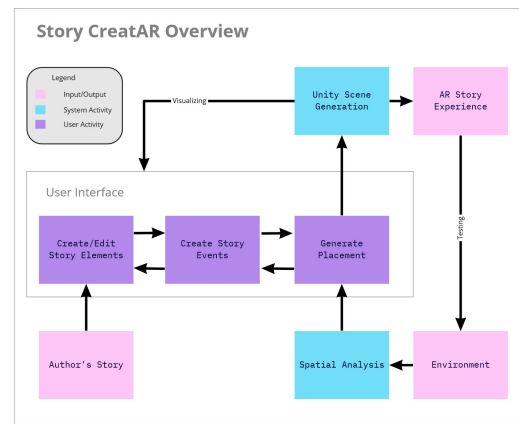 Story CreatAR Overview
Legend
Input/Output
System Activity
User Activity
Visualizing
Unity Scene
Generation
AR Story
Experience
User Interface
Create/Edit
Story Elements
Create Story
Events
Generate
Placement
Testing
Author's Story
Spatial Analysis
Environment